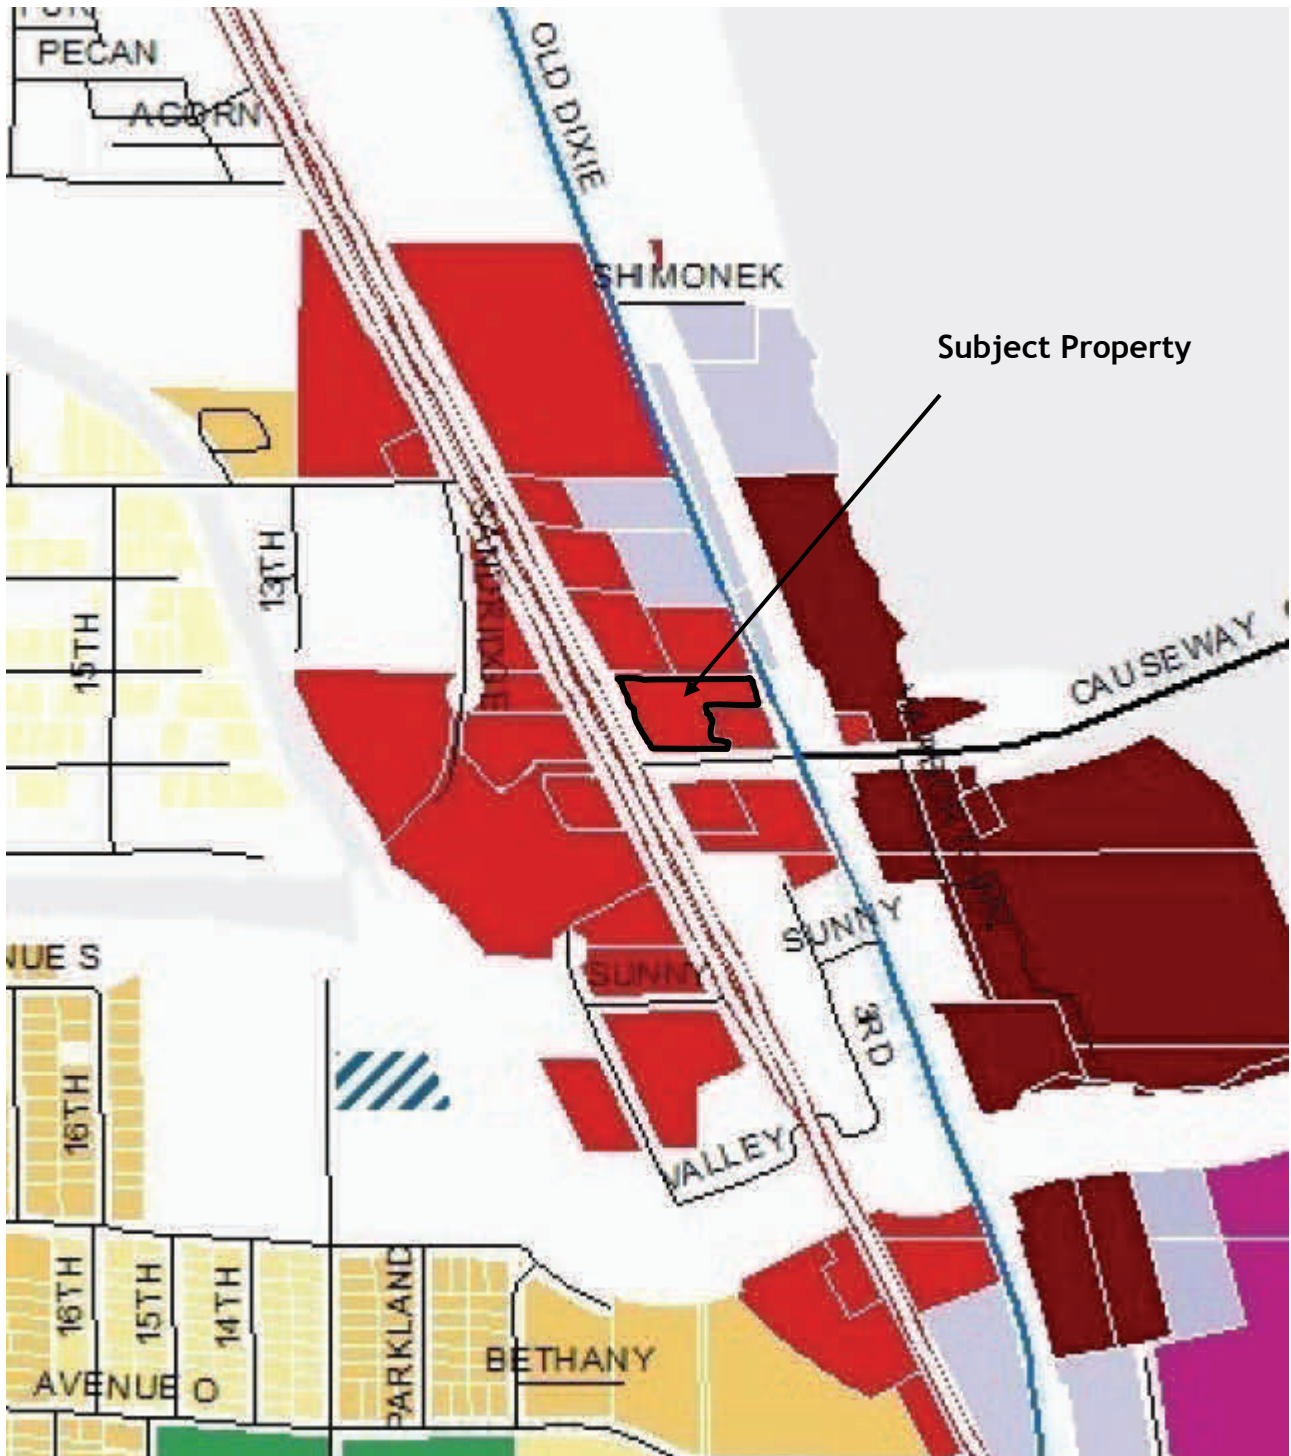 PECAN
ACORN
OLD DIXIE
SHIMONEK
Subject Property
SANDRIDGE
13TH
15TH
CAUSEWAY
SUNNY
NUE S
SUNNY
3RD
16TH
VALLEY
16TH
15TH
14TH
PARKLAND
BETHANY
AVENUE O